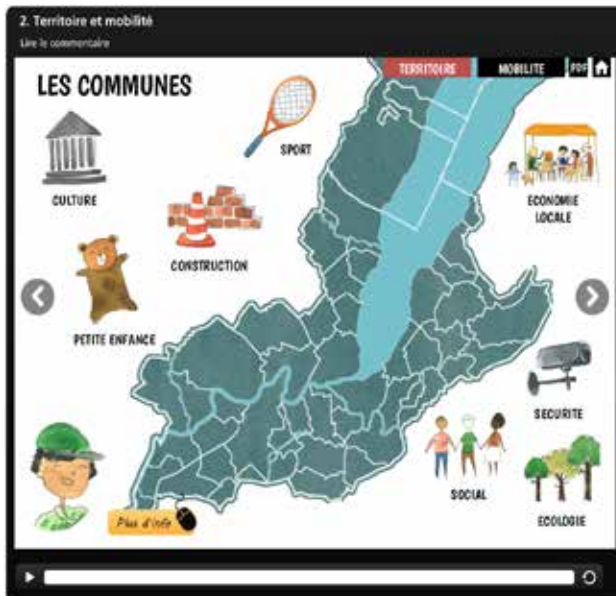 2. Territoire et mobilité
Lire le commentaire
TERRITOIRE
MOBILITE
PDF
LES COMMUNES
CULTURE
SPORT
ECONOMIE
LOCALE
CONSTRUCTION
PETITE ENFANCE
SECURITE
SOCIAL
ECOLOGIE
Plus d'info